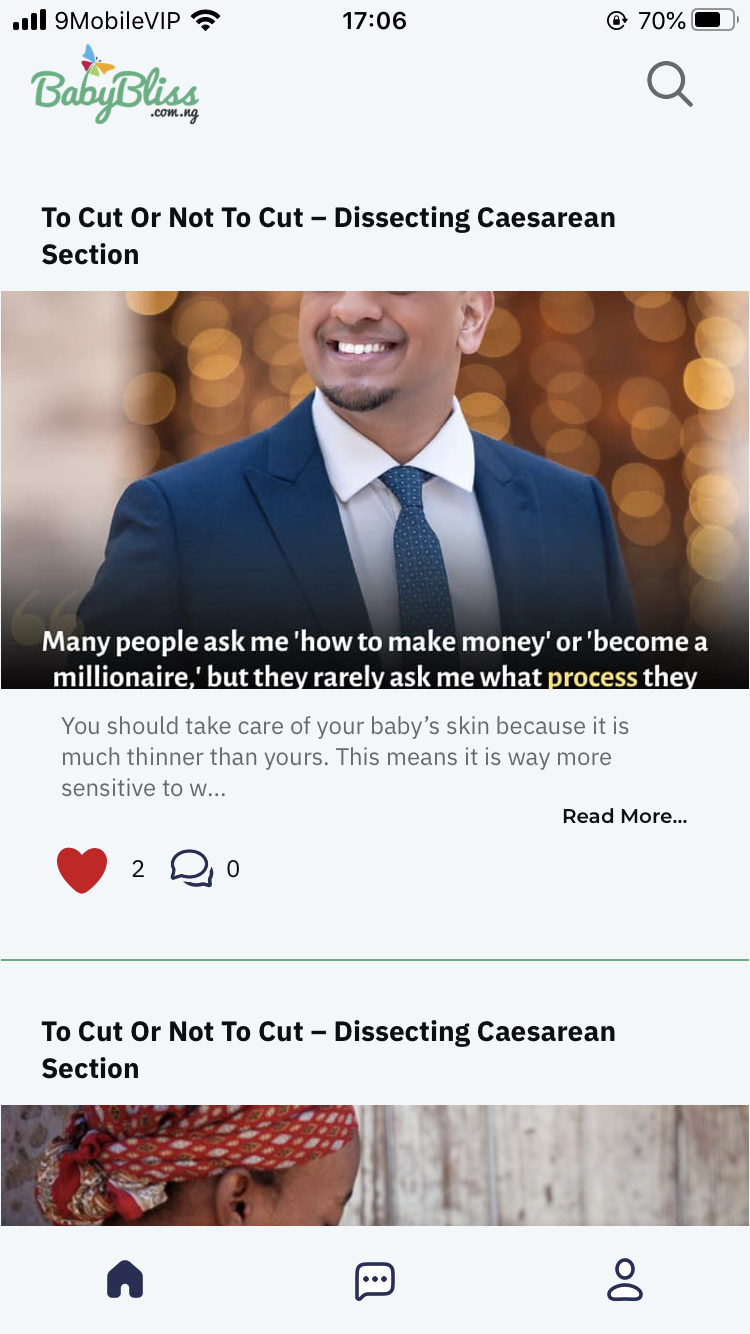 9MobileVIP 17:06 70%
BabyBliss
.com.ng
To Cut Or Not To Cut – Dissecting Caesarean
Section
Many people ask me 'how to make money' or 'become a
millionaire,' but they rarely ask me what process they
You should take care of your baby’s skin because it is
much thinner than yours. This means it is way more
sensitive to w...
Read More...
2 0
To Cut Or Not To Cut – Dissecting Caesarean
Section